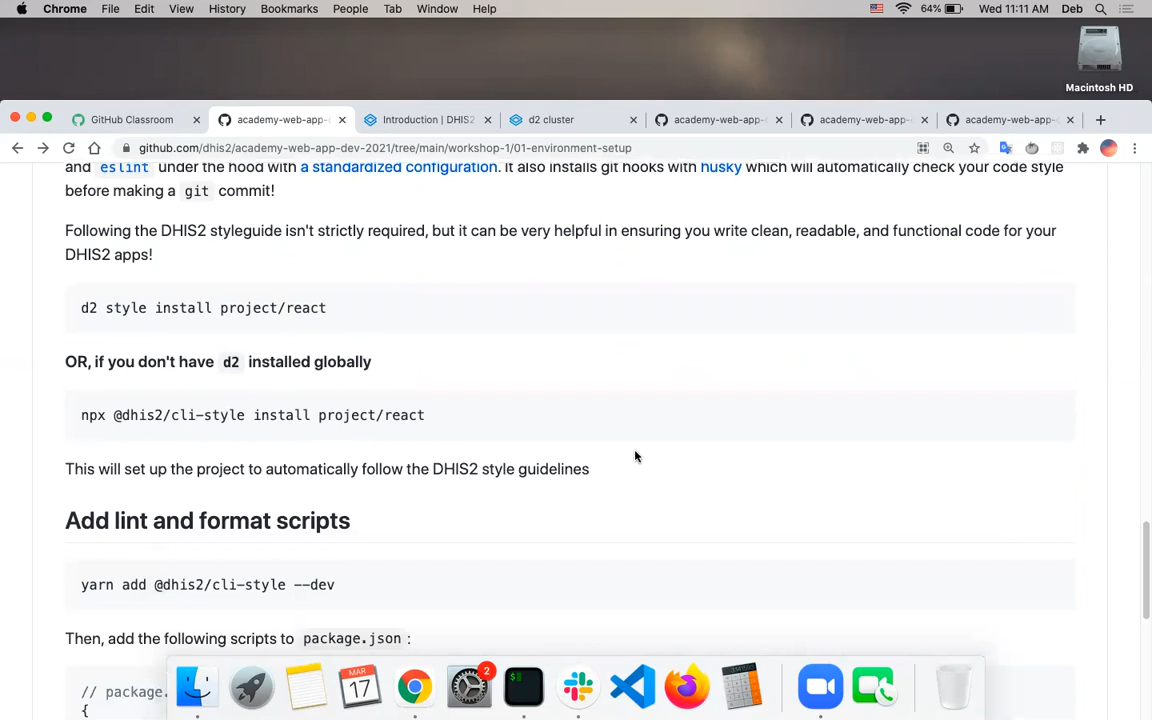 Chrome File Edit View History Bookmarks People Tab Window Help 64% Wed 11:11 AM Deb
Macintosh HD
GitHub Classroom academy-web-app- Introduction | DHIS2 d2 cluster academy-web-app- academy-web-app- academy-web-app-
github.com/dhis2/academy-web-app-dev-2021/tree/main/workshop-1/01-environment-setup
and eslint under the hood with a standardized configuration. It also installs git hooks with husky which will automatically check your code style
before making a git commit!
Following the DHIS2 styleguide isn't strictly required, but it can be very helpful in ensuring you write clean, readable, and functional code for your
DHIS2 apps!
d2 style install project/react
OR, if you don't have d2 installed globally
npx @dhis2/cli-style install project/react
This will set up the project to automatically follow the DHIS2 style guidelines
Add lint and format scripts
yarn add @dhis2/cli-style --dev
Then, add the following scripts to package.json :
// package.
{
MAR
17
2
$